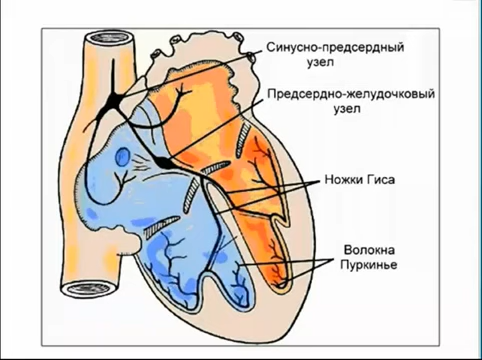 Синусно-предсердный
узел
Предсердно-желудочковый
узел
Ножки Гиса
Волокна
Пуркинье